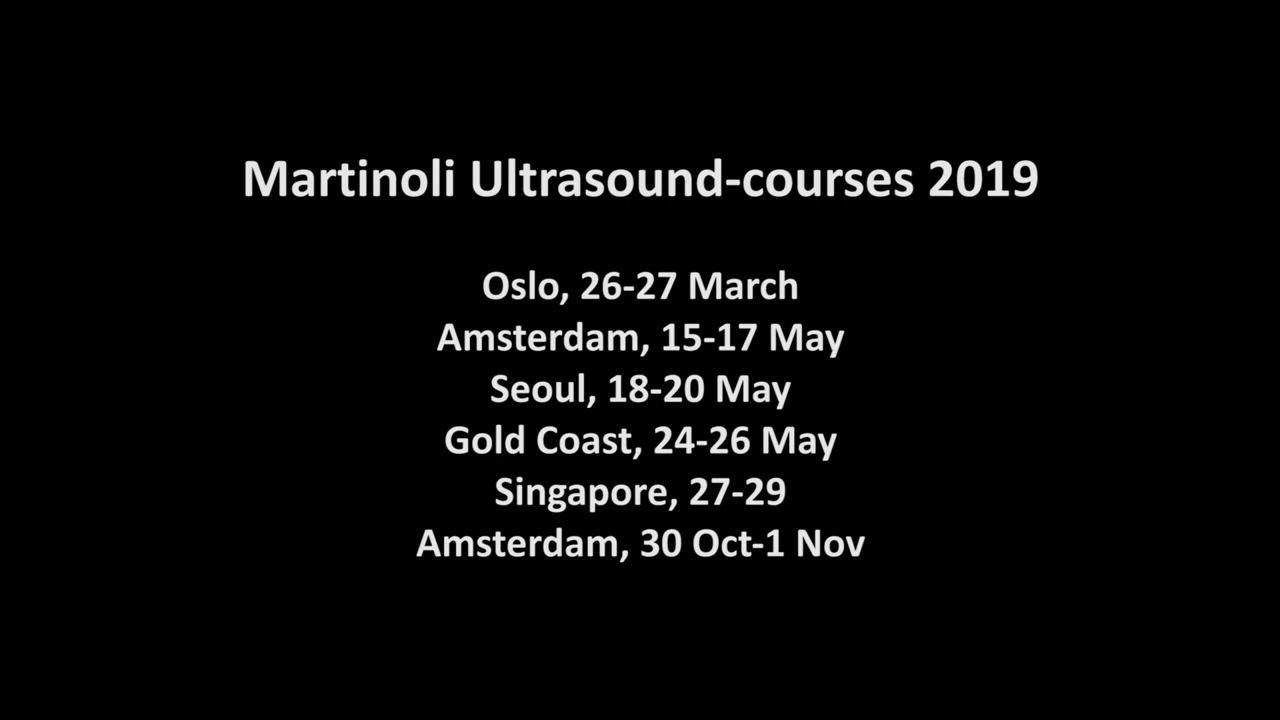 Martinoli Ultrasound-courses 2019
Oslo, 26-27 March
Amsterdam, 15-17 May
Seoul, 18-20 May
Gold Coast, 24-26 May
Singapore, 27-29
Amsterdam, 30 Oct-1 Nov